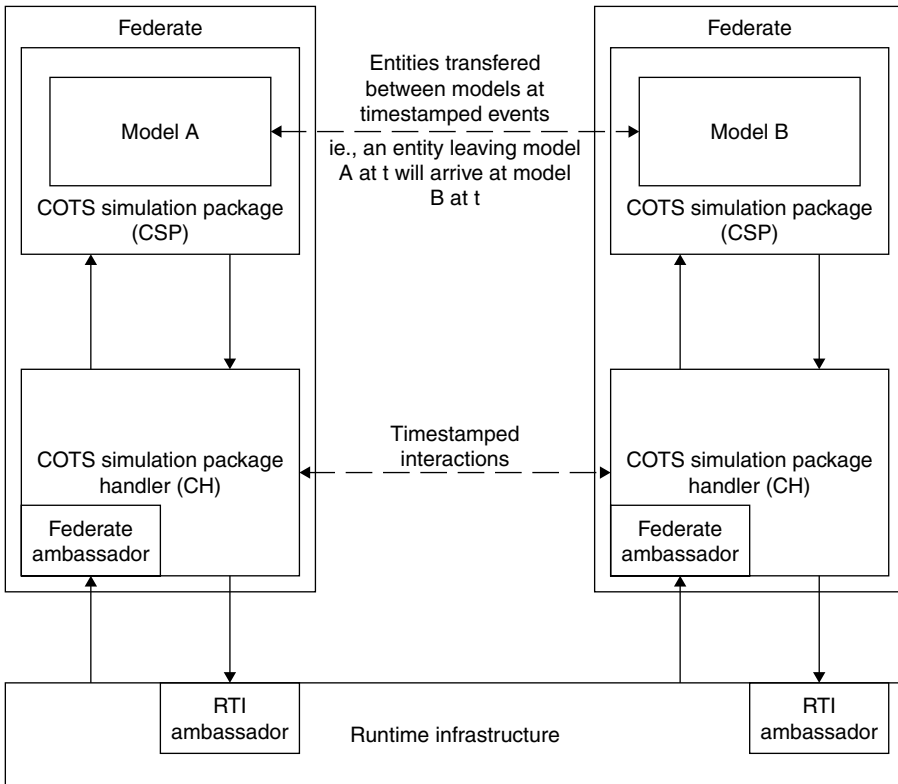 Federate
Model A
COTS simulation package
(CSP)
Entities transfered
between models at
timestamped events
ie., an entity leaving model
A at t will arrive at model
B at t
Federate
Model B
COTS simulation package
(CSP)
COTS simulation package
handler (CH)
Federate
ambassador
Timestamped
interactions
COTS simulation package
handler (CH)
Federate
ambassador
RTI
ambassador
Runtime infrastructure
RTI
ambassador